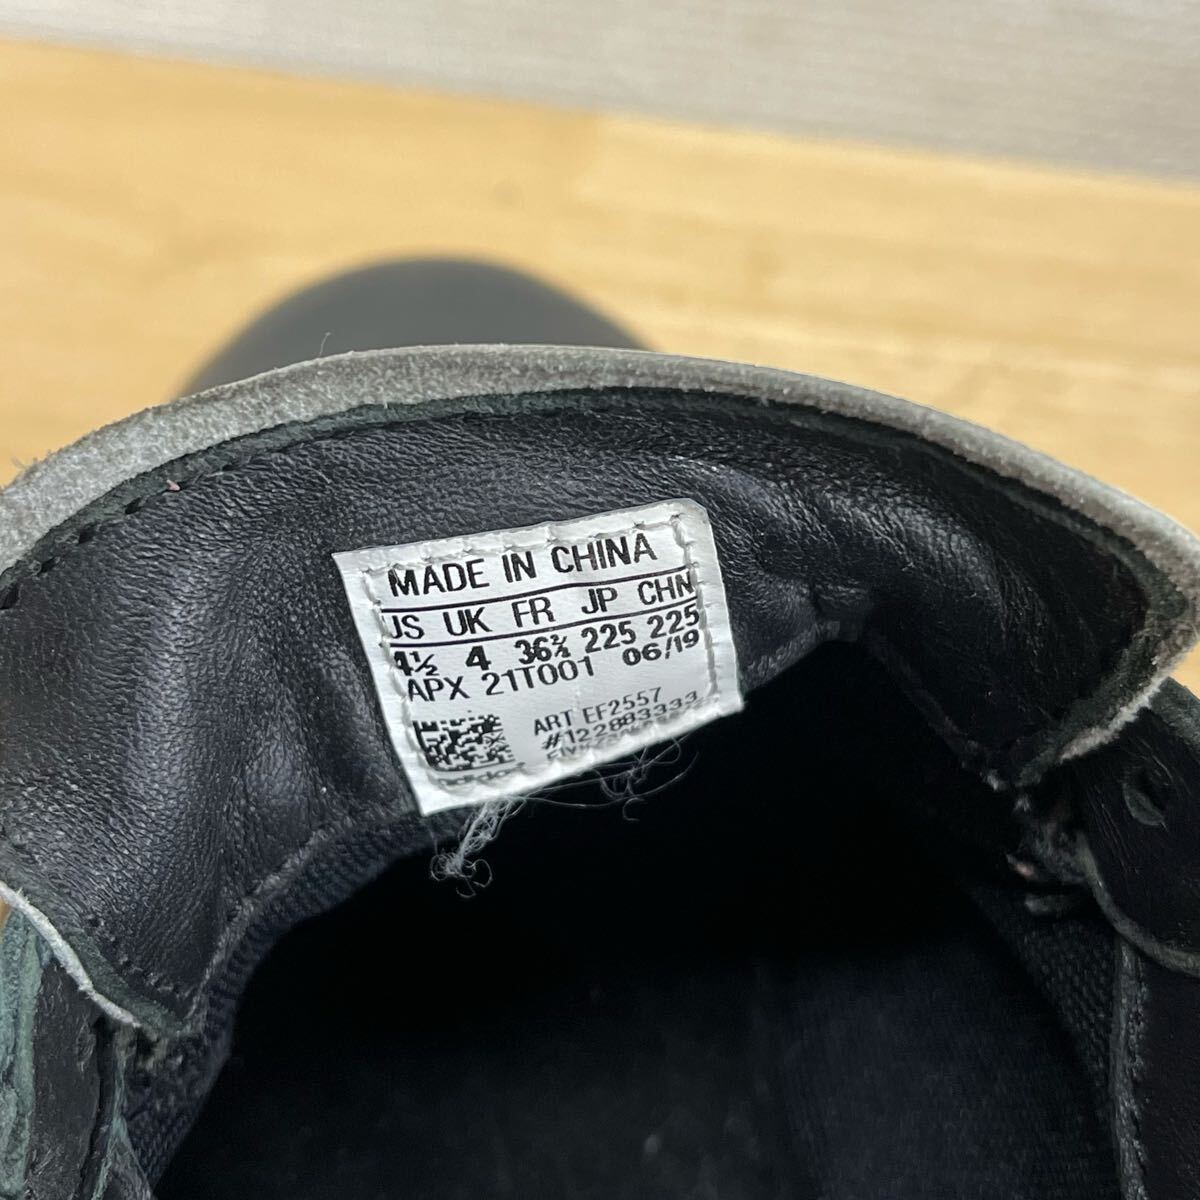 MADE IN CHINA
US UK FR JP CHN
4½ 4 36⅔ 225 225
APX 21T001 06/19
ART EF2557
#122883333
adidas